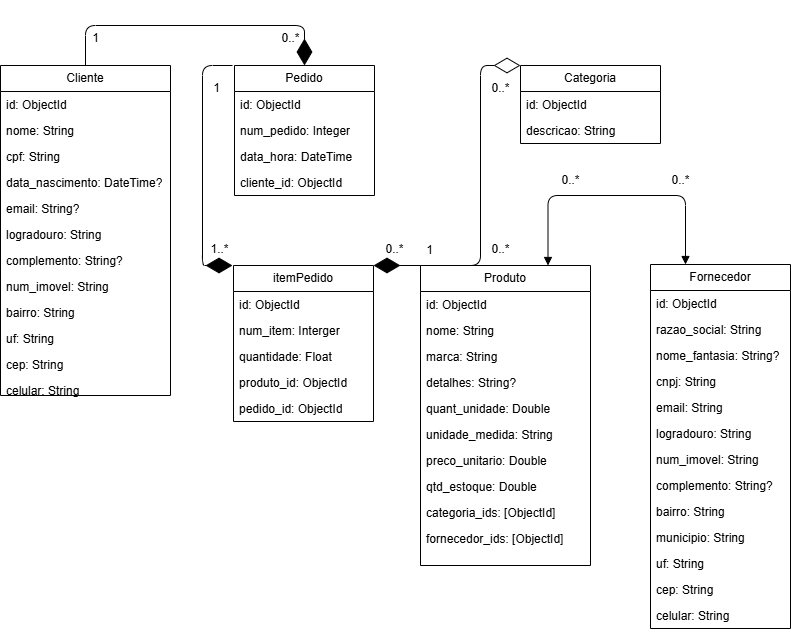 1
0..*
Cliente
id: ObjectId
nome: String
cpf: String
data_nascimento: DateTime?
email: String?
logradouro: String
complemento: String?
num_imovel: String
bairro: String
uf: String
cep: String
celular: String
1
Pedido
id: ObjectId
num_pedido: Integer
data_hora: DateTime
cliente_id: ObjectId
0..*
Categoria
id: ObjectId
descricao: String
1..*
0..*
1
0..*
itemPedido
id: ObjectId
num_item: Interger
quantidade: Float
produto_id: ObjectId
pedido_id: ObjectId
Produto
id: ObjectId
nome: String
marca: String
detalhes: String?
quant_unidade: Double
unidade_medida: String
preco_unitario: Double
qtd_estoque: Double
categoria_ids: [ObjectId]
fornecedor_ids: [ObjectId]
0..*
0..*
Fornecedor
id: ObjectId
razao_social: String
nome_fantasia: String?
cnpj: String
email: String
logradouro: String
num_imovel: String
complemento: String?
bairro: String
municipio: String
uf: String
cep: String
celular: String